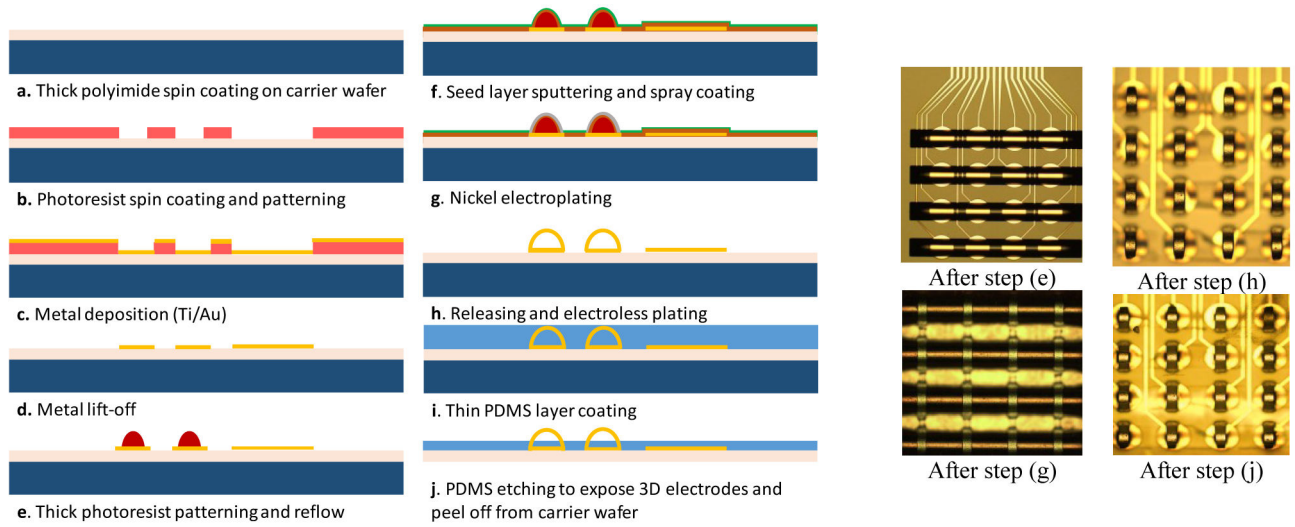 a. Thick polyimide spin coating on carrier wafer
b. Photoresist spin coating and patterning
c. Metal deposition (Ti/Au)
d. Metal lift-off
e. Thick photoresist patterning and reflow
f. Seed layer sputtering and spray coating
g. Nickel electroplating
h. Releasing and electroless plating
i. Thin PDMS layer coating
j. PDMS etching to expose 3D electrodes and
peel off from carrier wafer
After step (e)
After step (h)
After step (g)
After step (j)